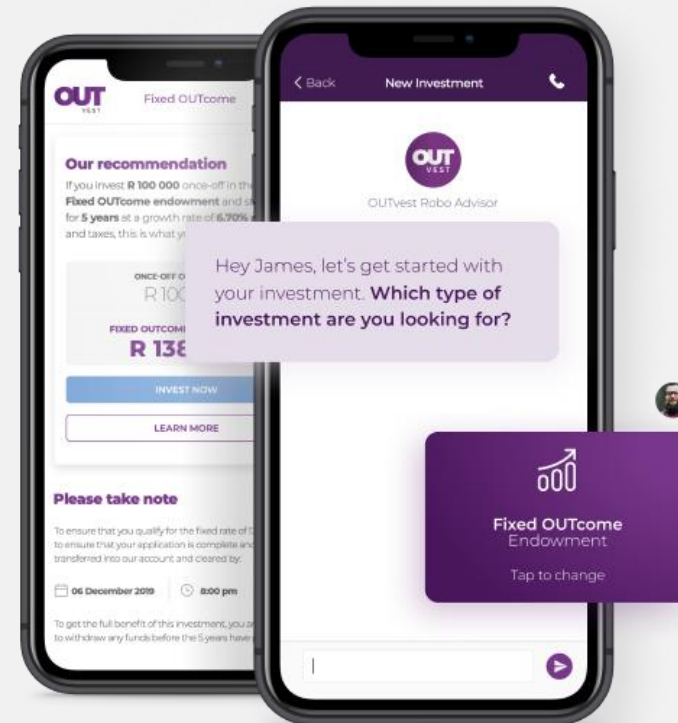 OUT
VEST
Fixed OUTcome
Our recommendation
If you invest R 100 000 once-off in the
Fixed OUTcome endowment and
for 5 years at a growth rate of 6.70%
and taxes, this is what
ONCE-OFF
R 100
FIXED
R 138
INVEST NOW
LEARN MORE
Please take note
To ensure that you qualify for the fixed rate of
to ensure that your application is complete and
transferred into our account and cleared by:
06 December 2019
8:00 pm
To get the full benefit of this investment, you
to withdraw any funds before the 5 years have
Back
New Investment
OUT
VEST
OUTvest Robo Advisor
Hey James, let's get started with
your investment. Which type of
investment are you looking for?
Fixed OUTcome
Endowment
Tap to change